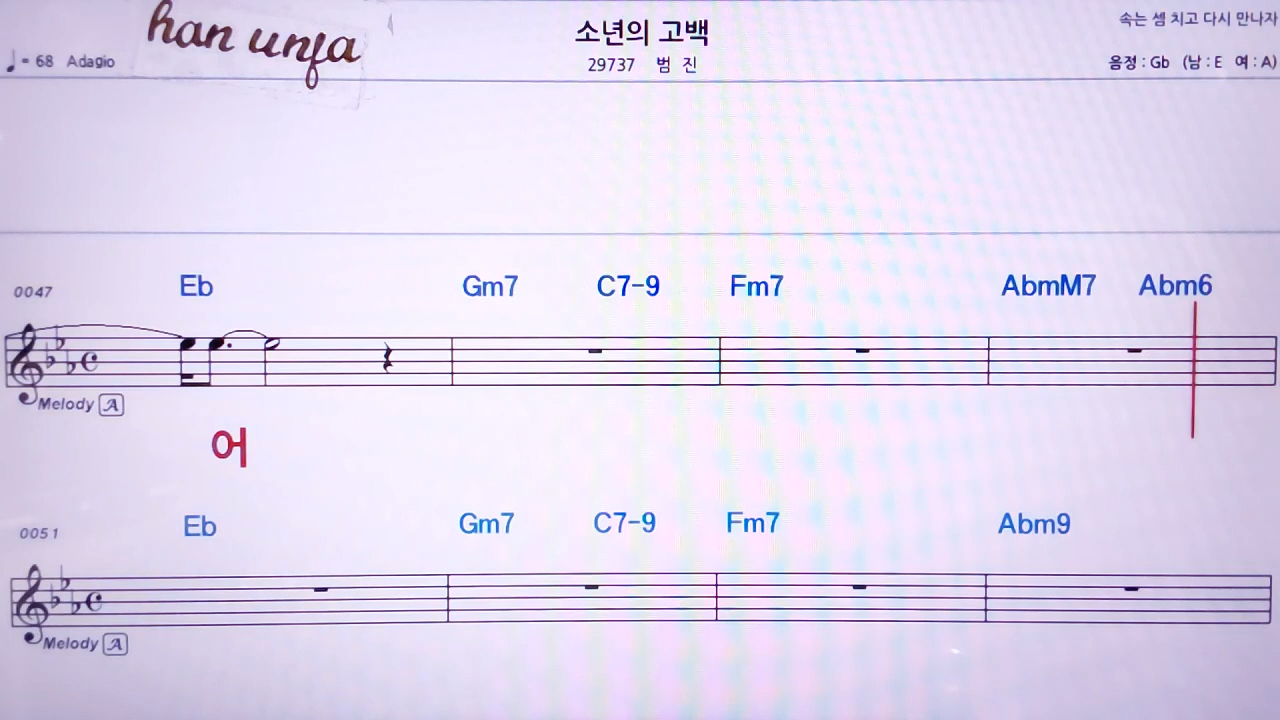 han unfa
소년의 고백
속는 셈 치고 다시 만나자
♩= 68 Adagio
29737 범 진
음정 : Gb (남 : E 여 : A)
0047 Eb Gm7 C7-9 Fm7 AbmM7 Abm6
Melody A
어
0051 Eb Gm7 C7-9 Fm7 Abm9
Melody A